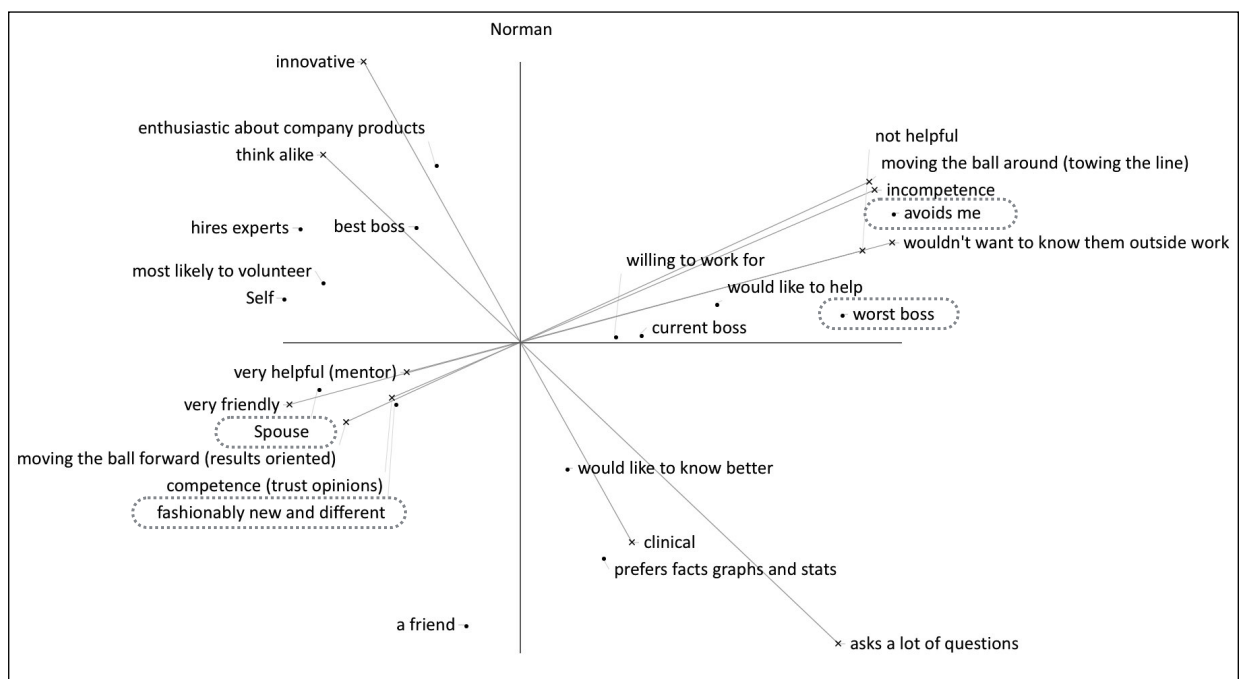 Norman
innovative
enthusiastic about company products
think alike
not helpful
moving the ball around (towing the line)
incompetence
avoids me
hires experts
best boss
wouldn't want to know them outside work
willing to work for
most likely to volunteer
would like to help
Self
worst boss
current boss
very helpful (mentor)
very friendly
Spouse
moving the ball forward (results oriented)
would like to know better
competence (trust opinions)
fashionably new and different
clinical
prefers facts graphs and stats
a friend
asks a lot of questions